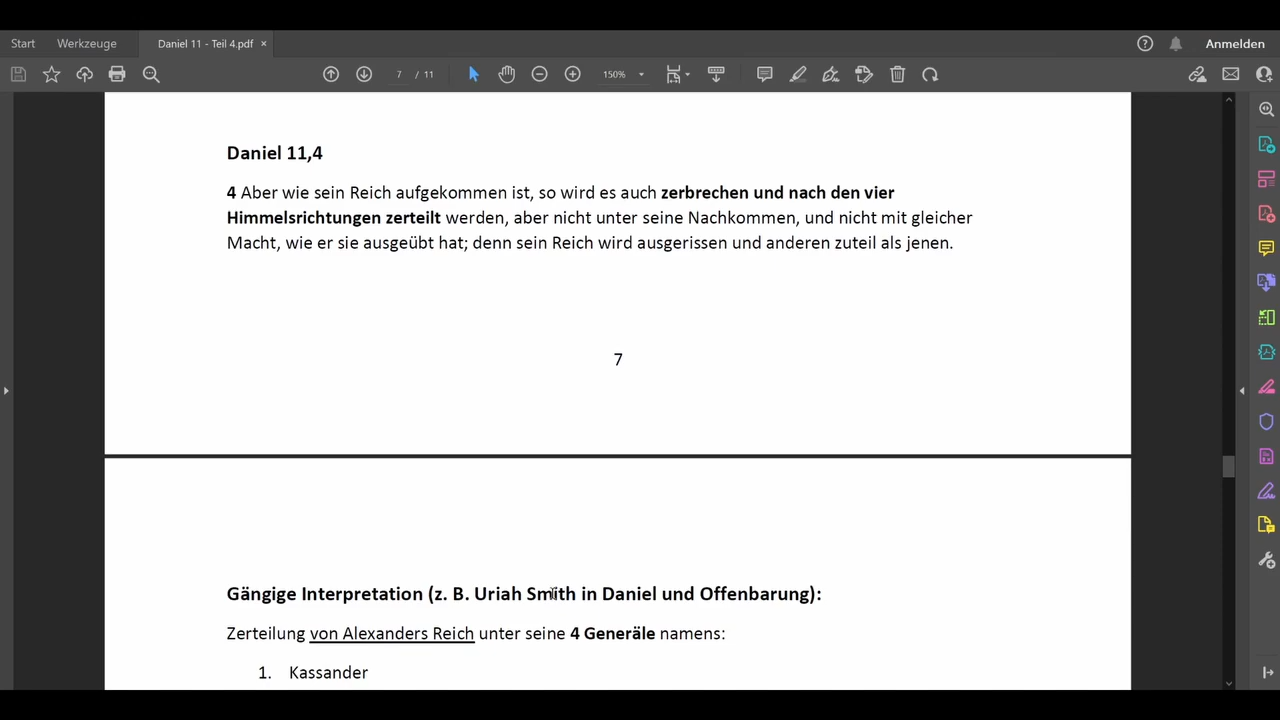 Start Werkzeuge Daniel 11 - Teil 4.pdf × Anmelden
7 / 11 150%
Daniel 11,4
4 Aber wie sein Reich aufgekommen ist, so wird es auch zerbrechen und nach den vier
Himmelsrichtungen zerteilt werden, aber nicht unter seine Nachkommen, und nicht mit gleicher
Macht, wie er sie ausgeübt hat; denn sein Reich wird ausgerissen und anderen zuteil als jenen.
7
Gängige Interpretation (z. B. Uriah Smith in Daniel und Offenbarung):
Zerteilung von Alexanders Reich unter seine 4 Generäle namens:
1. Kassander